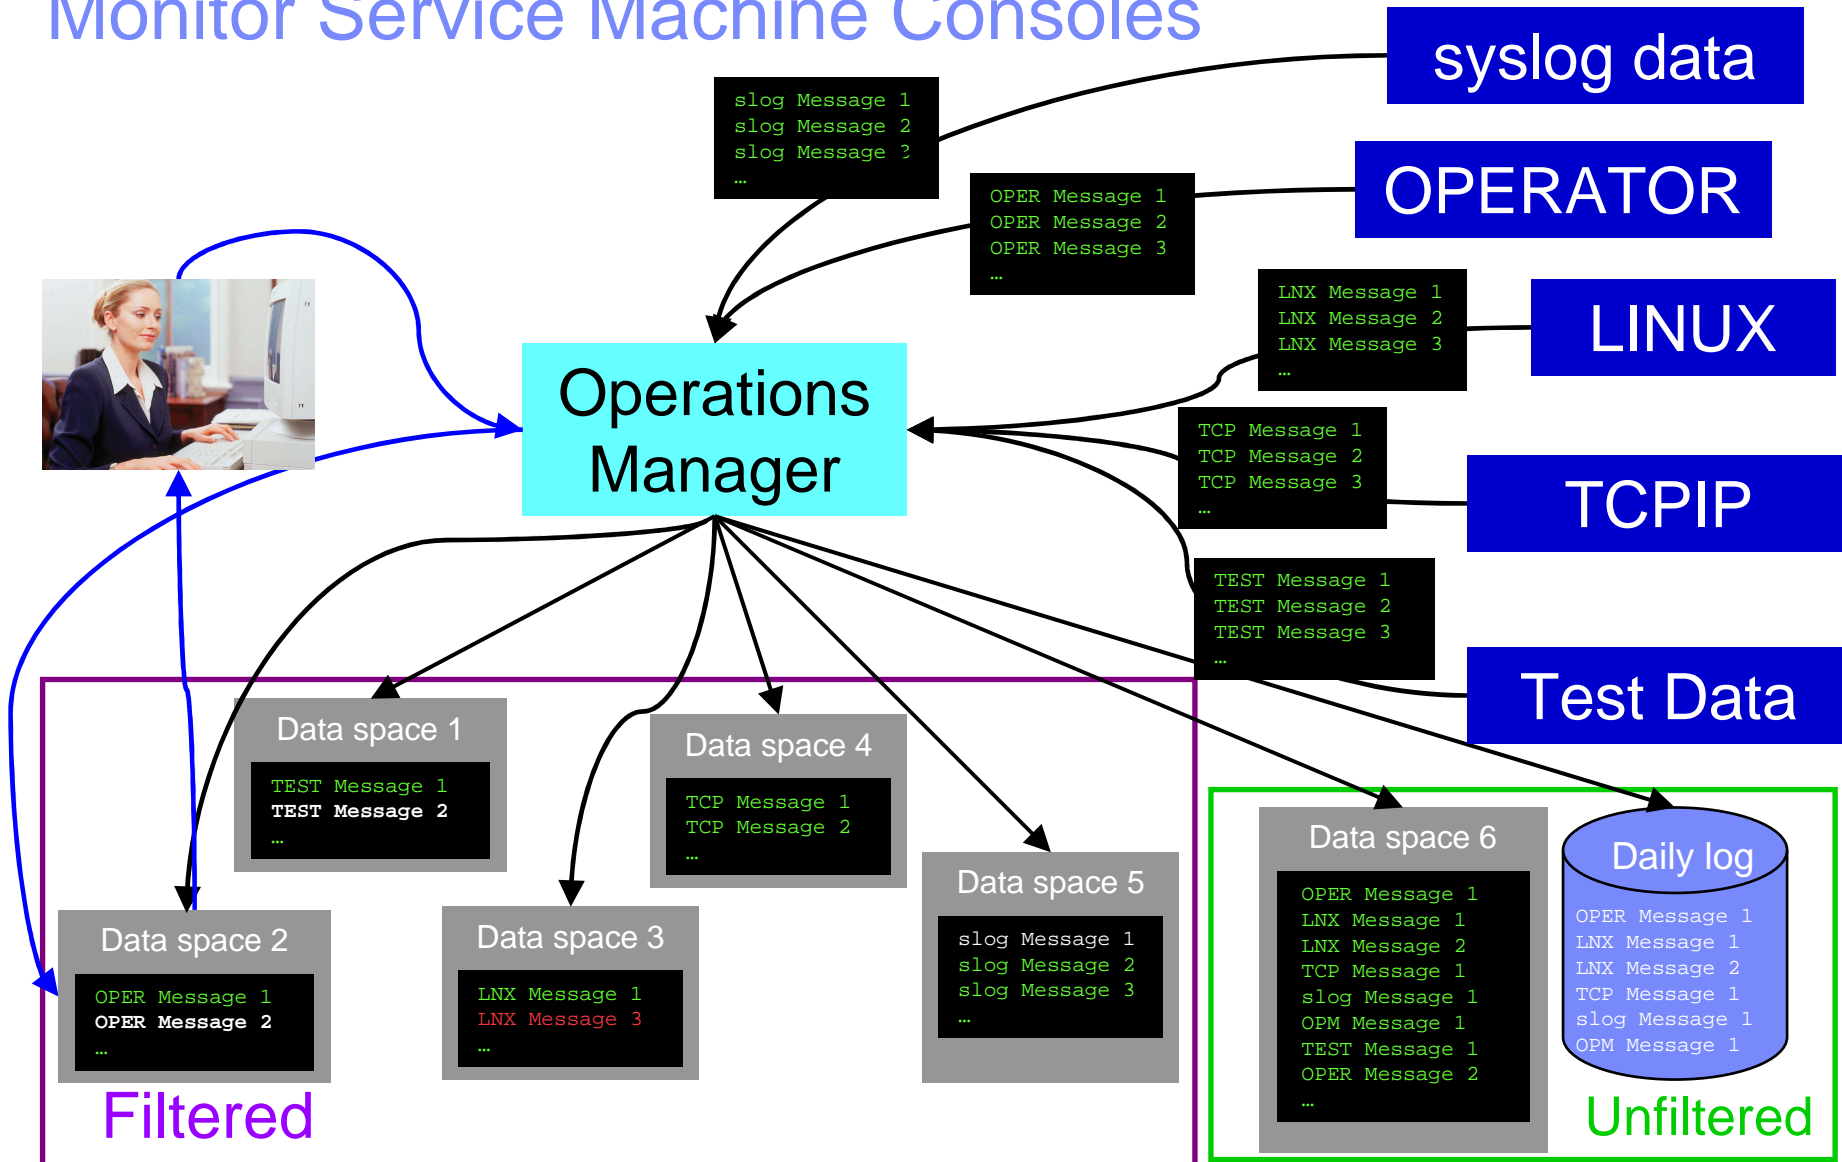 Monitor Service Machine Consoles
syslog data
slog Message 1
slog Message 2
slog Message 3
…
OPERATOR
OPER Message 1
OPER Message 2
OPER Message 3
…
LINUX
LNX Message 1
LNX Message 2
LNX Message 3
…
Operations
Manager
TCPIP
TCP Message 1
TCP Message 2
TCP Message 3
…
Test Data
TEST Message 1
TEST Message 2
TEST Message 3
…
Data space 1
TEST Message 1
TEST Message 2
…
Data space 2
OPER Message 1
OPER Message 2
…
Data space 3
LNX Message 1
LNX Message 3
…
Data space 4
TCP Message 1
TCP Message 2
…
Data space 5
slog Message 1
slog Message 2
slog Message 3
…
Filtered
Data space 6
OPER Message 1
LNX Message 1
LNX Message 2
TCP Message 1
slog Message 1
OPM Message 1
TEST Message 1
OPER Message 2
…
Daily log
OPER Message 1
LNX Message 1
LNX Message 2
TCP Message 1
slog Message 1
OPM Message 1
Unfiltered